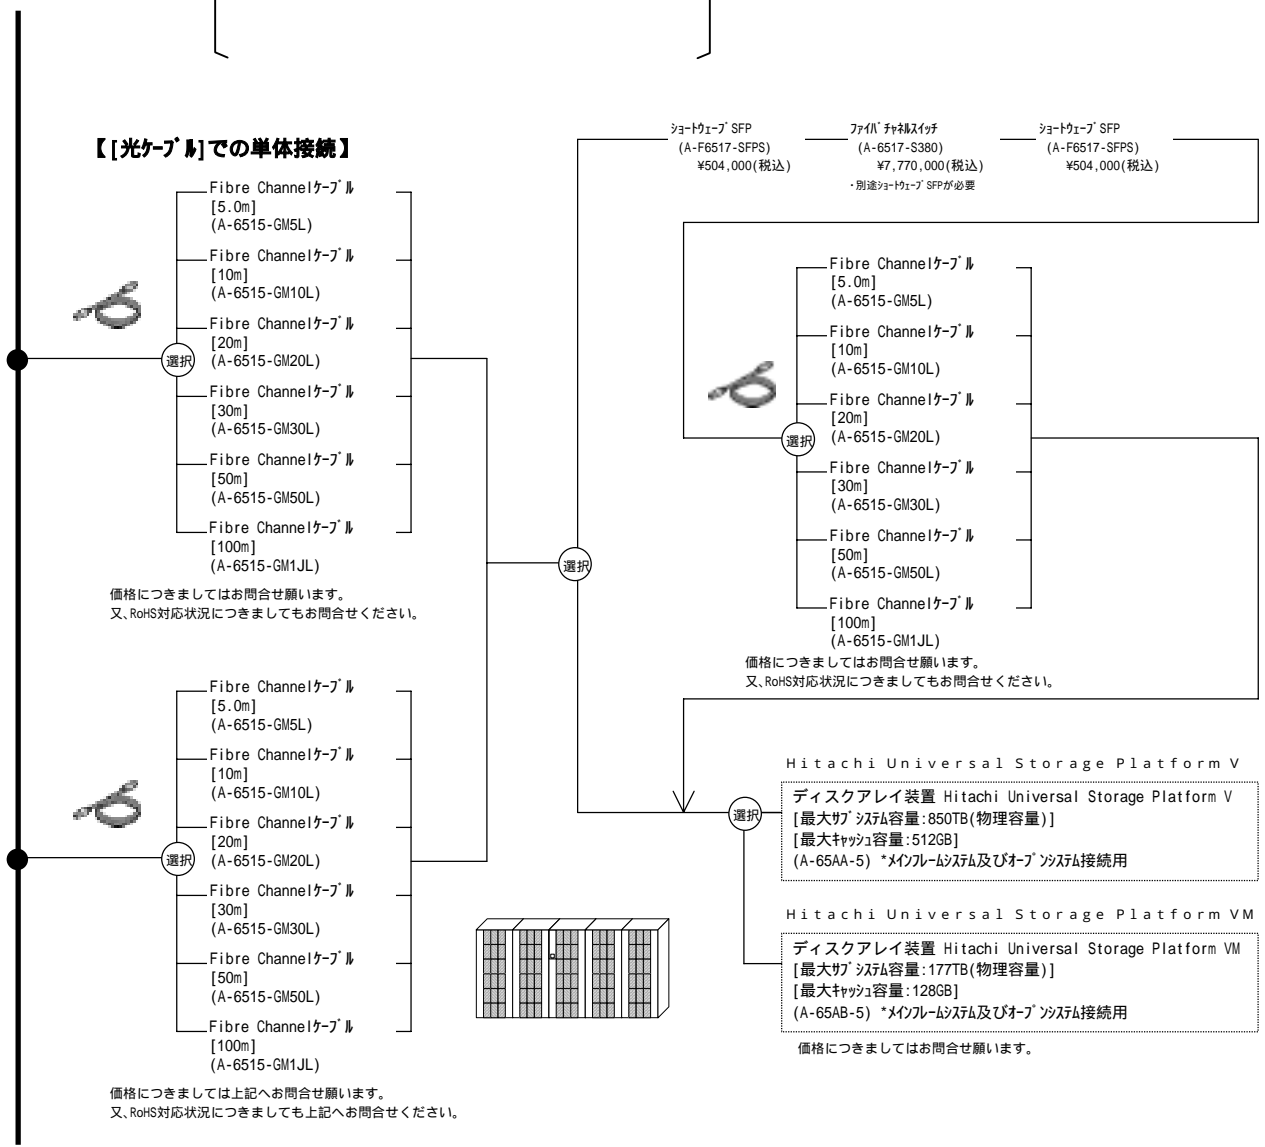 【[光ｹｰﾌﾞﾙ]での単体接続】
Fibre Channelｹｰﾌﾞﾙ
[5.0m]
(A-6515-GM5L)
Fibre Channelｹｰﾌﾞﾙ
[10m]
(A-6515-GM10L)
Fibre Channelｹｰﾌﾞﾙ
[20m]
(A-6515-GM20L)
選択
Fibre Channelｹｰﾌﾞﾙ
[30m]
(A-6515-GM30L)
Fibre Channelｹｰﾌﾞﾙ
[50m]
(A-6515-GM50L)
Fibre Channelｹｰﾌﾞﾙ
[100m]
(A-6515-GM1JL)
価格につきましてはお問合せ願います。
又、RoHS対応状況につきましてもお問合せください。
Fibre Channelｹｰﾌﾞﾙ
[5.0m]
(A-6515-GM5L)
Fibre Channelｹｰﾌﾞﾙ
[10m]
(A-6515-GM10L)
Fibre Channelｹｰﾌﾞﾙ
[20m]
(A-6515-GM20L)
選択
Fibre Channelｹｰﾌﾞﾙ
[30m]
(A-6515-GM30L)
Fibre Channelｹｰﾌﾞﾙ
[50m]
(A-6515-GM50L)
Fibre Channelｹｰﾌﾞﾙ
[100m]
(A-6515-GM1JL)
価格につきましては上記へお問合せ願います。
又、RoHS対応状況につきましても上記へお問合せください。
選択
ｼｮｰﾄｳｪｰﾌﾞSFP
(A-F6517-SFPS)
¥504,000(税込)
ﾌｧｲﾊﾞﾁｬﾈﾙｽｲｯﾁ
(A-6517-S380)
¥7,770,000(税込)
・別途ｼｮｰﾄｳｪｰﾌﾞSFPが必要
ｼｮｰﾄｳｪｰﾌﾞSFP
(A-F6517-SFPS)
¥504,000(税込)
Fibre Channelｹｰﾌﾞﾙ
[5.0m]
(A-6515-GM5L)
Fibre Channelｹｰﾌﾞﾙ
[10m]
(A-6515-GM10L)
Fibre Channelｹｰﾌﾞﾙ
[20m]
(A-6515-GM20L)
選択
Fibre Channelｹｰﾌﾞﾙ
[30m]
(A-6515-GM30L)
Fibre Channelｹｰﾌﾞﾙ
[50m]
(A-6515-GM50L)
Fibre Channelｹｰﾌﾞﾙ
[100m]
(A-6515-GM1JL)
価格につきましてはお問合せ願います。
又、RoHS対応状況につきましてもお問合せください。
Hitachi Universal Storage Platform V
選択
ディスクアレイ装置 Hitachi Universal Storage Platform V
[最大ｻﾌﾞｼｽﾃﾑ容量:850TB(物理容量)]
[最大ｷｬｯｼｭ容量:512GB]
(A-65AA-5) *ﾒｲﾝﾌﾚｰﾑｼｽﾃﾑ及びｵｰﾌﾟﾝｼｽﾃﾑ接続用
Hitachi Universal Storage Platform VM
ディスクアレイ装置 Hitachi Universal Storage Platform VM
[最大ｻﾌﾞｼｽﾃﾑ容量:177TB(物理容量)]
[最大ｷｬｯｼｭ容量:128GB]
(A-65AB-5) *ﾒｲﾝﾌﾚｰﾑｼｽﾃﾑ及びｵｰﾌﾟﾝｼｽﾃﾑ接続用
価格につきましてはお問合せ願います。